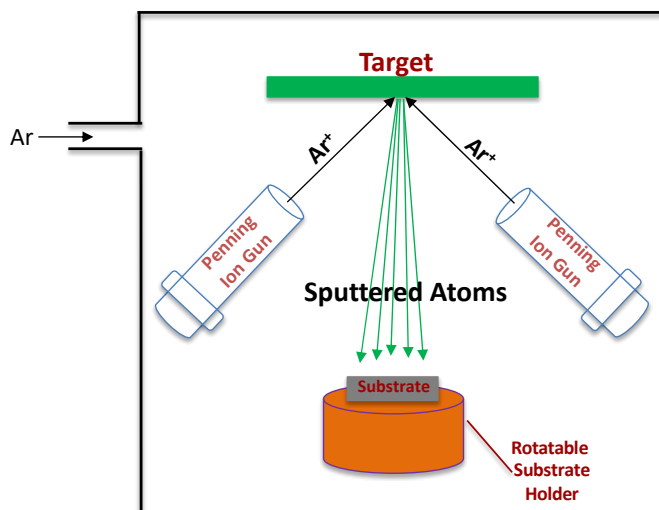 Target
Ar
Ar⁺
Ar⁺
Penning
Ion Gun
Penning
Ion Gun
Sputtered Atoms
Substrate
Rotatable
Substrate
Holder